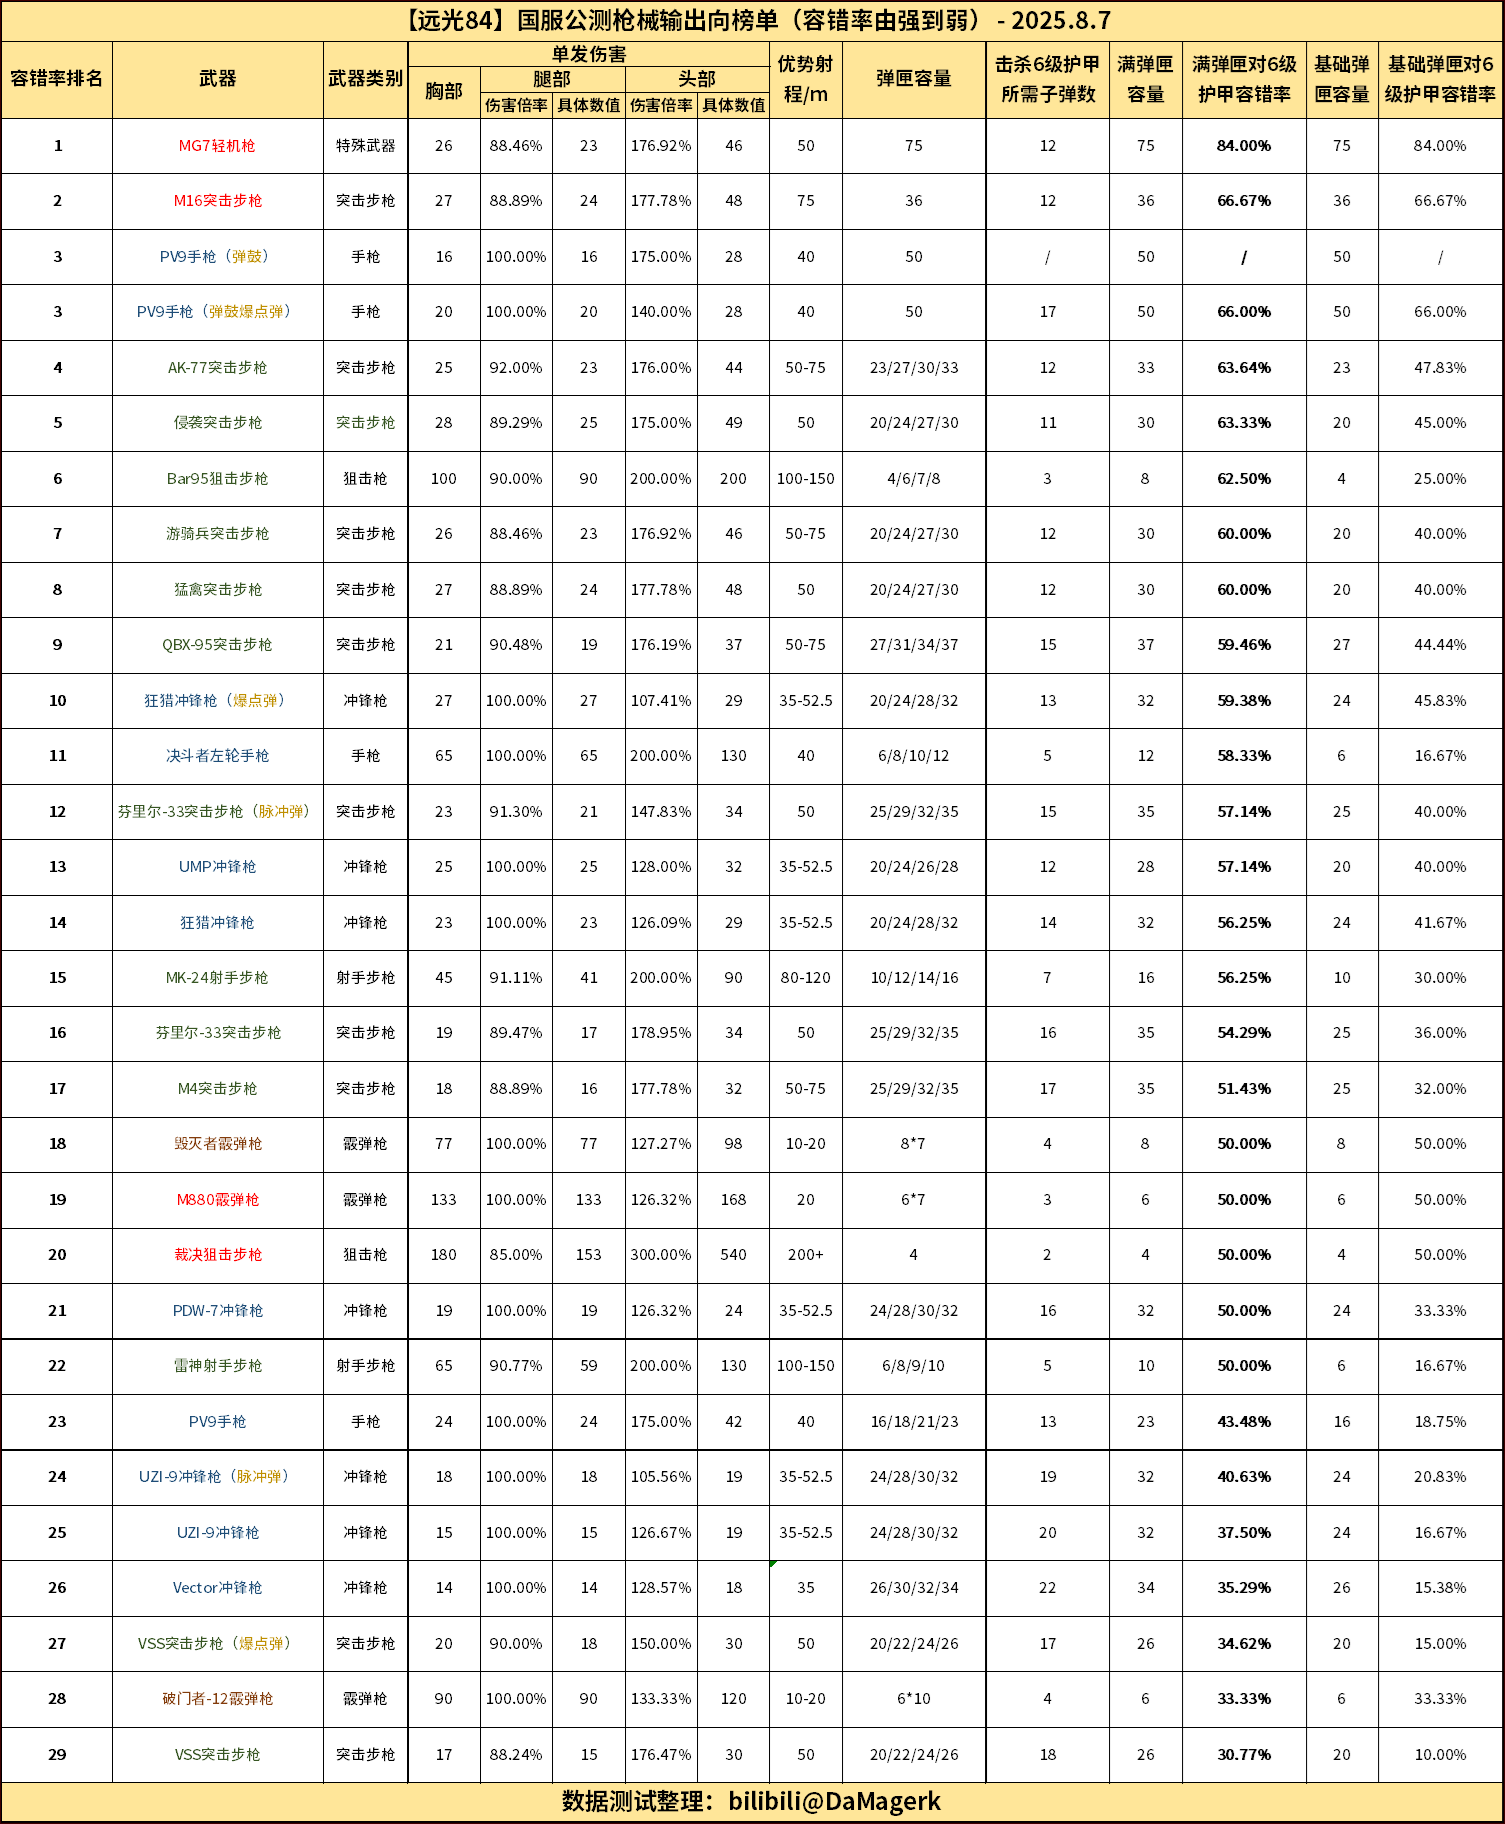 【远光84】国服公测枪械输出向榜单（容错率由强到弱） - 2025.8.7
容错率排名 武器 武器类别 单发伤害 优势射程/m 弹匣容量 击杀6级护甲所需子弹数 满弹匣容量 满弹匣对6级护甲容错率 基础弹匣容量 基础弹匣对6级护甲容错率
胸部 腿部 头部
伤害倍率 具体数值 伤害倍率 具体数值
1 MG7轻机枪 特殊武器 26 88.46% 23 176.92% 46 50 75 12 75 84.00% 75 84.00%
2 M16突击步枪 突击步枪 27 88.89% 24 177.78% 48 75 36 12 36 66.67% 36 66.67%
3 PV9手枪（弹鼓） 手枪 16 100.00% 16 175.00% 28 40 50 / 50 / 50 /
3 PV9手枪（弹鼓爆点弹） 手枪 20 100.00% 20 140.00% 28 40 50 17 50 66.00% 50 66.00%
4 AK-77突击步枪 突击步枪 25 92.00% 23 176.00% 44 50-75 23/27/30/33 12 33 63.64% 23 47.83%
5 侵袭突击步枪 突击步枪 28 89.29% 25 175.00% 49 50 20/24/27/30 11 30 63.33% 20 45.00%
6 Bar95狙击步枪 狙击枪 100 90.00% 90 200.00% 200 100-150 4/6/7/8 3 8 62.50% 4 25.00%
7 游骑兵突击步枪 突击步枪 26 88.46% 23 176.92% 46 50-75 20/24/27/30 12 30 60.00% 20 40.00%
8 猛禽突击步枪 突击步枪 27 88.89% 24 177.78% 48 50 20/24/27/30 12 30 60.00% 20 40.00%
9 QBX-95突击步枪 突击步枪 21 90.48% 19 176.19% 37 50-75 27/31/34/37 15 37 59.46% 27 44.44%
10 狂猎冲锋枪（爆点弹） 冲锋枪 27 100.00% 27 107.41% 29 35-52.5 20/24/28/32 13 32 59.38% 24 45.83%
11 决斗者左轮手枪 手枪 65 100.00% 65 200.00% 130 40 6/8/10/12 5 12 58.33% 6 16.67%
12 芬里尔-33突击步枪（脉冲弹） 突击步枪 23 91.30% 21 147.83% 34 50 25/29/32/35 15 35 57.14% 25 40.00%
13 UMP冲锋枪 冲锋枪 25 100.00% 25 128.00% 32 35-52.5 20/24/26/28 12 28 57.14% 20 40.00%
14 狂猎冲锋枪 冲锋枪 23 100.00% 23 126.09% 29 35-52.5 20/24/28/32 14 32 56.25% 24 41.67%
15 MK-24射手步枪 射手步枪 45 91.11% 41 200.00% 90 80-120 10/12/14/16 7 16 56.25% 10 30.00%
16 芬里尔-33突击步枪 突击步枪 19 89.47% 17 178.95% 34 50 25/29/32/35 16 35 54.29% 25 36.00%
17 M4突击步枪 突击步枪 18 88.89% 16 177.78% 32 50-75 25/29/32/35 17 35 51.43% 25 32.00%
18 毁灭者霰弹枪 霰弹枪 77 100.00% 77 127.27% 98 10-20 8*7 4 8 50.00% 8 50.00%
19 M880霰弹枪 霰弹枪 133 100.00% 133 126.32% 168 20 6*7 3 6 50.00% 6 50.00%
20 裁决狙击步枪 狙击枪 180 85.00% 153 300.00% 540 200+ 4 2 4 50.00% 4 50.00%
21 PDW-7冲锋枪 冲锋枪 19 100.00% 19 126.32% 24 35-52.5 24/28/30/32 16 32 50.00% 24 33.33%
22 雷神射手步枪 射手步枪 65 90.77% 59 200.00% 130 100-150 6/8/9/10 5 10 50.00% 6 16.67%
23 PV9手枪 手枪 24 100.00% 24 175.00% 42 40 16/18/21/23 13 23 43.48% 16 18.75%
24 UZI-9冲锋枪（脉冲弹） 冲锋枪 18 100.00% 18 105.56% 19 35-52.5 24/28/30/32 19 32 40.63% 24 20.83%
25 UZI-9冲锋枪 冲锋枪 15 100.00% 15 126.67% 19 35-52.5 24/28/30/32 20 32 37.50% 24 16.67%
26 Vector冲锋枪 冲锋枪 14 100.00% 14 128.57% 18 35 26/30/32/34 22 34 35.29% 26 15.38%
27 VSS突击步枪（爆点弹） 突击步枪 20 90.00% 18 150.00% 30 50 20/22/24/26 17 26 34.62% 20 15.00%
28 破门者-12霰弹枪 霰弹枪 90 100.00% 90 133.33% 120 10-20 6*10 4 6 33.33% 6 33.33%
29 VSS突击步枪 突击步枪 17 88.24% 15 176.47% 30 50 20/22/24/26 18 26 30.77% 20 10.00%
数据测试整理：bilibili@DaMagerk